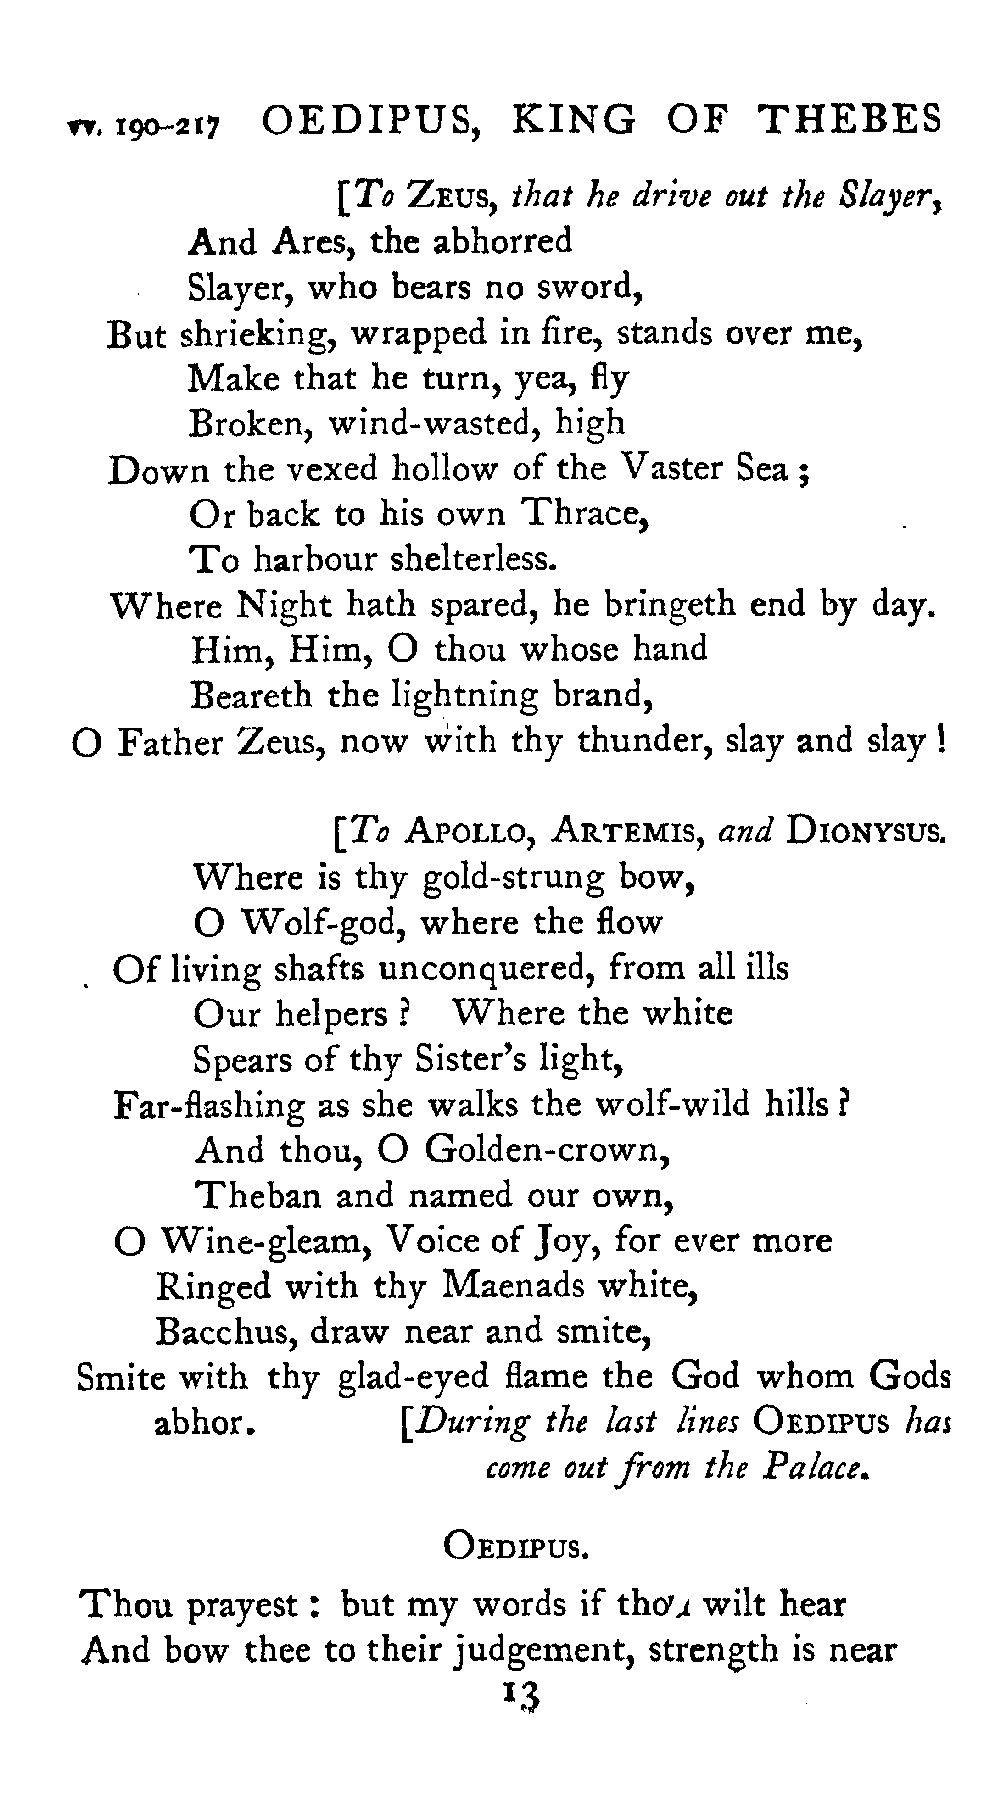 vv. 190–217 OEDIPUS, KING OF THEBES
[To ZEUS, that he drive out the Slayer,
And Ares, the abhorred
Slayer, who bears no sword,
But shrieking, wrapped in fire, stands over me,
Make that he turn, yea, fly
Broken, wind-wasted, high
Down the vexed hollow of the Vaster Sea ;
Or back to his own Thrace,
To harbour shelterless.
Where Night hath spared, he bringeth end by day.
Him, Him, O thou whose hand
Beareth the lightning brand,
O Father Zeus, now with thy thunder, slay and slay !
[To APOLLO, ARTEMIS, and DIONYSUS.
Where is thy gold-strung bow,
O Wolf-god, where the flow
Of living shafts unconquered, from all ills
Our helpers ? Where the white
Spears of thy Sister's light,
Far-flashing as she walks the wolf-wild hills ?
And thou, O Golden-crown,
Theban and named our own,
O Wine-gleam, Voice of Joy, for ever more
Ringed with thy Maenads white,
Bacchus, draw near and smite,
Smite with thy glad-eyed flame the God whom Gods
abhor. [During the last lines OEDIPUS has
come out from the Palace.
OEDIPUS.
Thou prayest : but my words if thou wilt hear
And bow thee to their judgement, strength is near
13